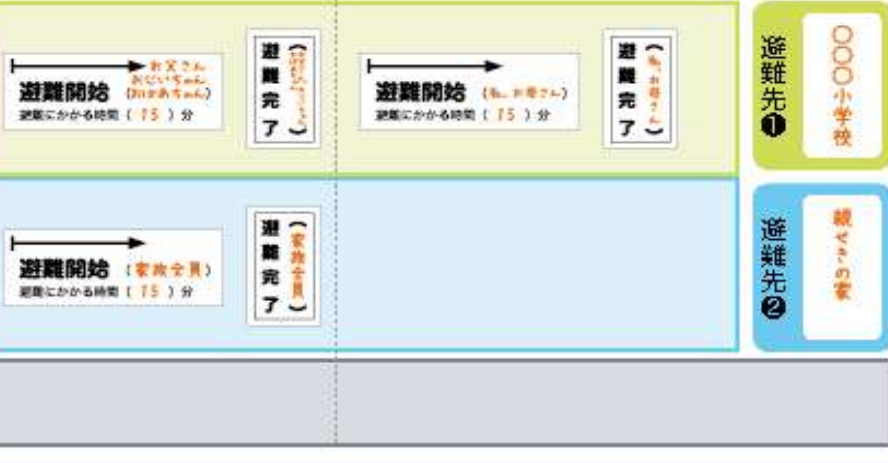 お父さん
おじいちゃん
避難開始 (おばあちゃん)
避難にかかる時間 ( 15 ) 分
避難完了
避難開始 (私、お母さん)
避難にかかる時間 ( 15 ) 分
避難完了 (私、お母さん)
避難先❶
〇〇〇小学校
避難開始 (家族全員)
避難にかかる時間 ( 15 ) 分
避難完了 (家族全員)
避難先❷
親せきの家